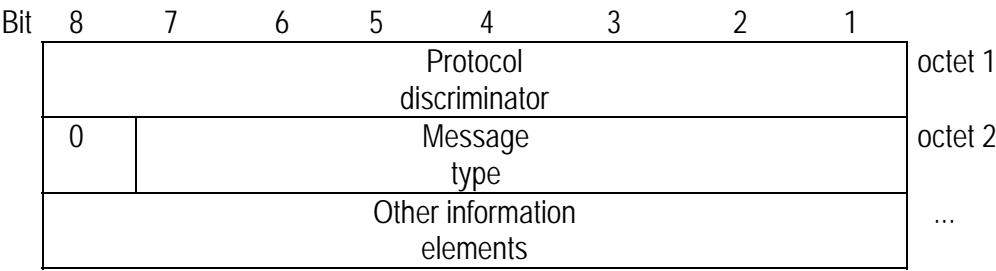 Bit 8 7 6 5 4 3 2 1
Protocol octet 1
discriminator
0 Message octet 2
type
Other information ...
elements